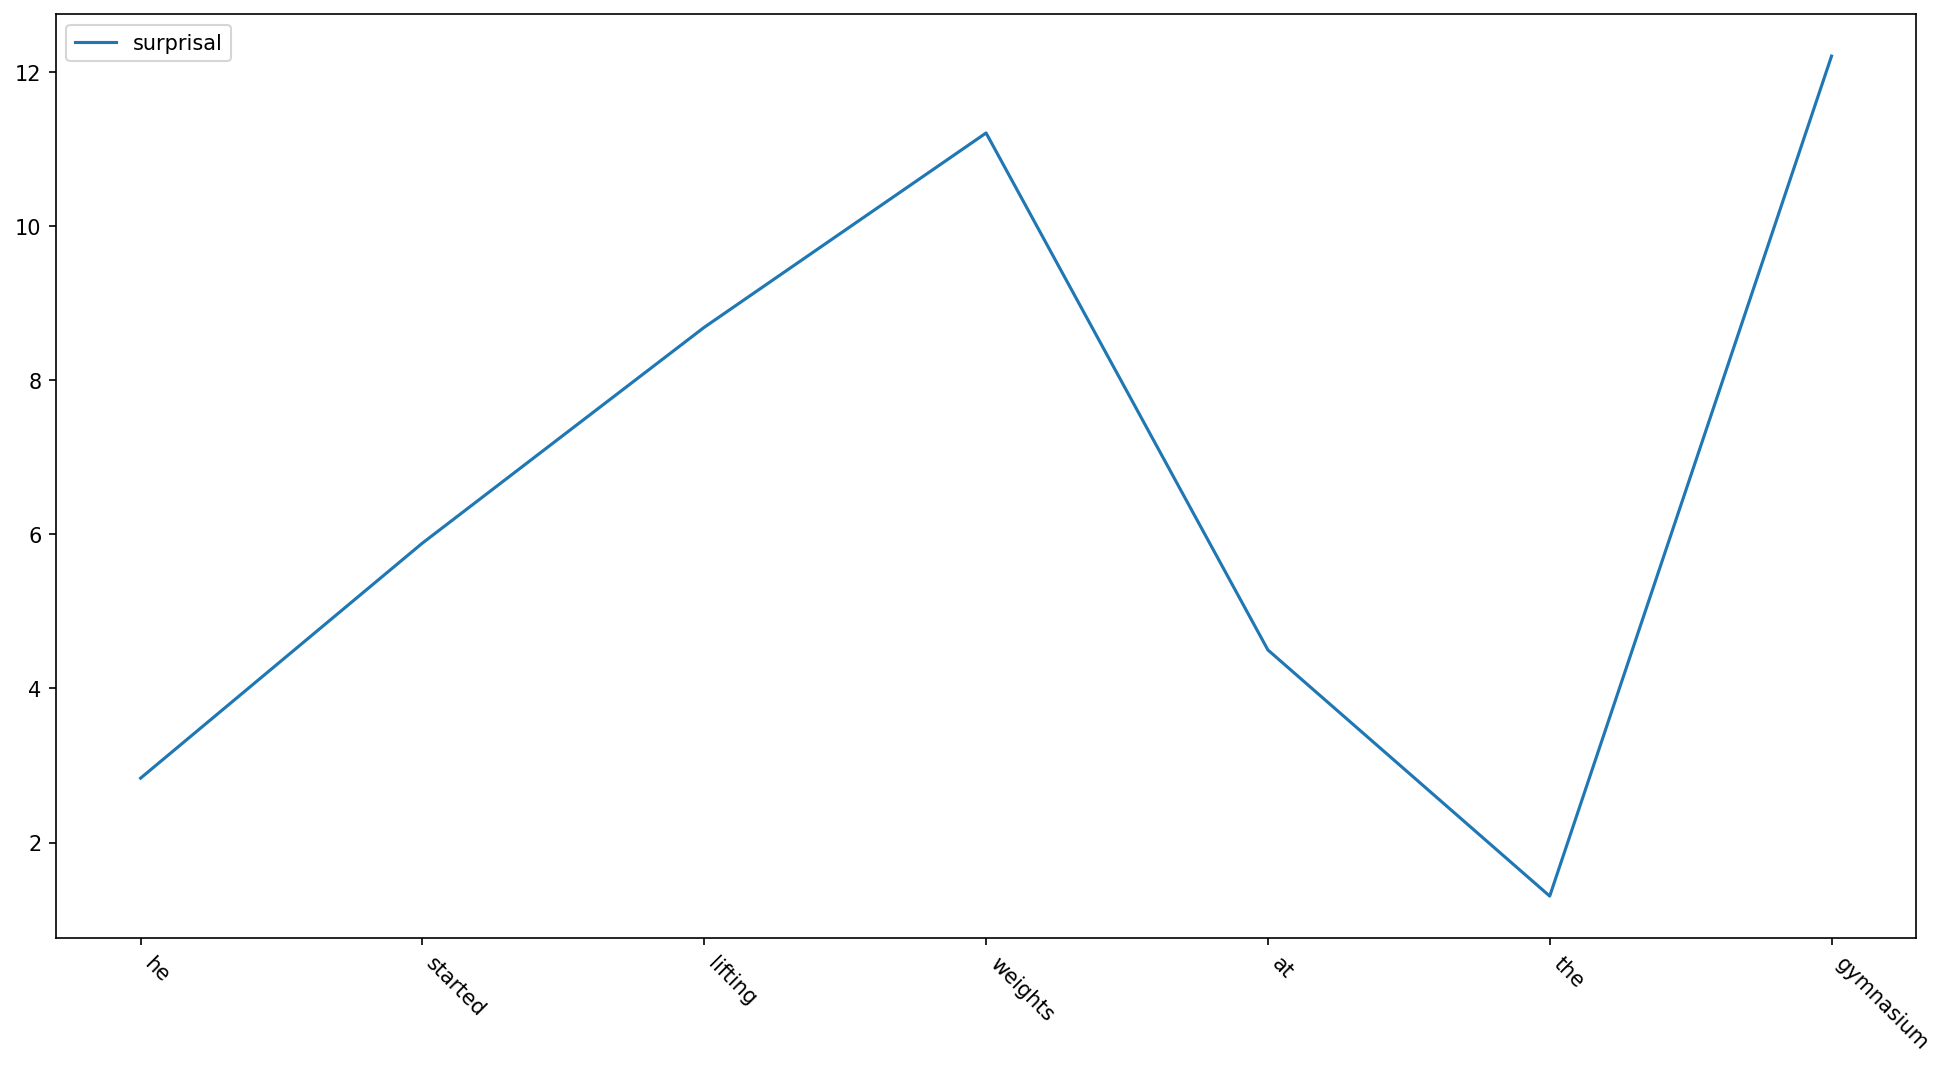 surprisal
12
10
8
6
4
2
he
started
lifting
weights
at
the
gymnasium